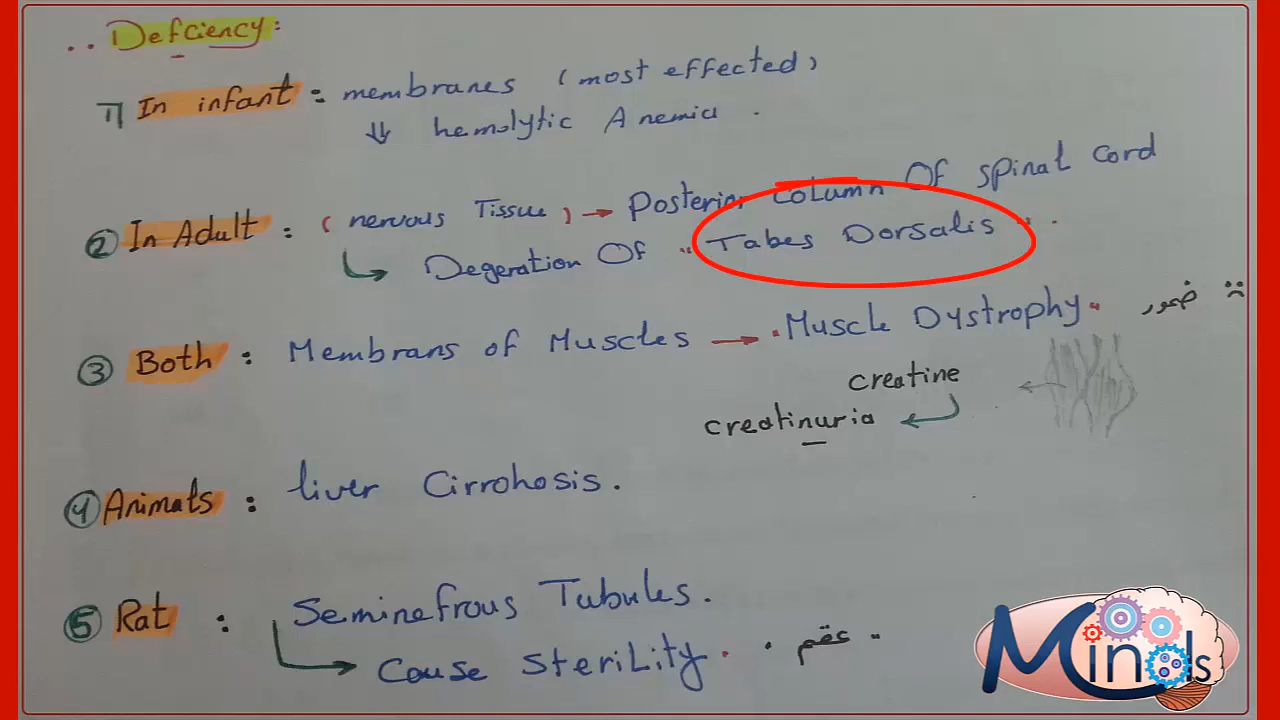 .. Defciency:
1) In infant : membranes (most effected)
⇓ hemolytic Anemia .
② In Adult : (nervous Tissue) → Posterior Column Of spinal Cord
↳ Degeration Of " Tabes Dorsalis " .
③ Both : Membrans of Muscles → . Muscle Dystrophy . ضمور
creatine
creatinuria ←
④ Animals : liver Cirrohosis .
⑤ Rat : Seminefrous Tubules .
↳ Couse Sterility . . عقم ..
Minds